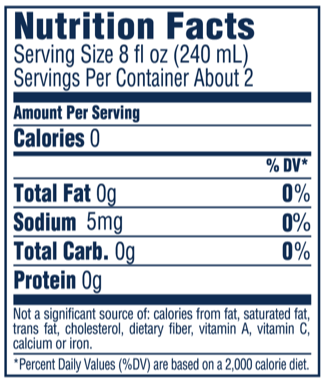 Nutrition Facts
Serving Size 8 fl oz (240 mL)
Servings Per Container About 2
Amount Per Serving
Calories 0
% DV*
Total Fat 0g 0%
Sodium 5mg 0%
Total Carb. 0g 0%
Protein 0g
Not a significant source of: calories from fat, saturated fat,
trans fat, cholesterol, dietary fiber, vitamin A, vitamin C,
calcium or iron.
*Percent Daily Values (%DV) are based on a 2,000 calorie diet.